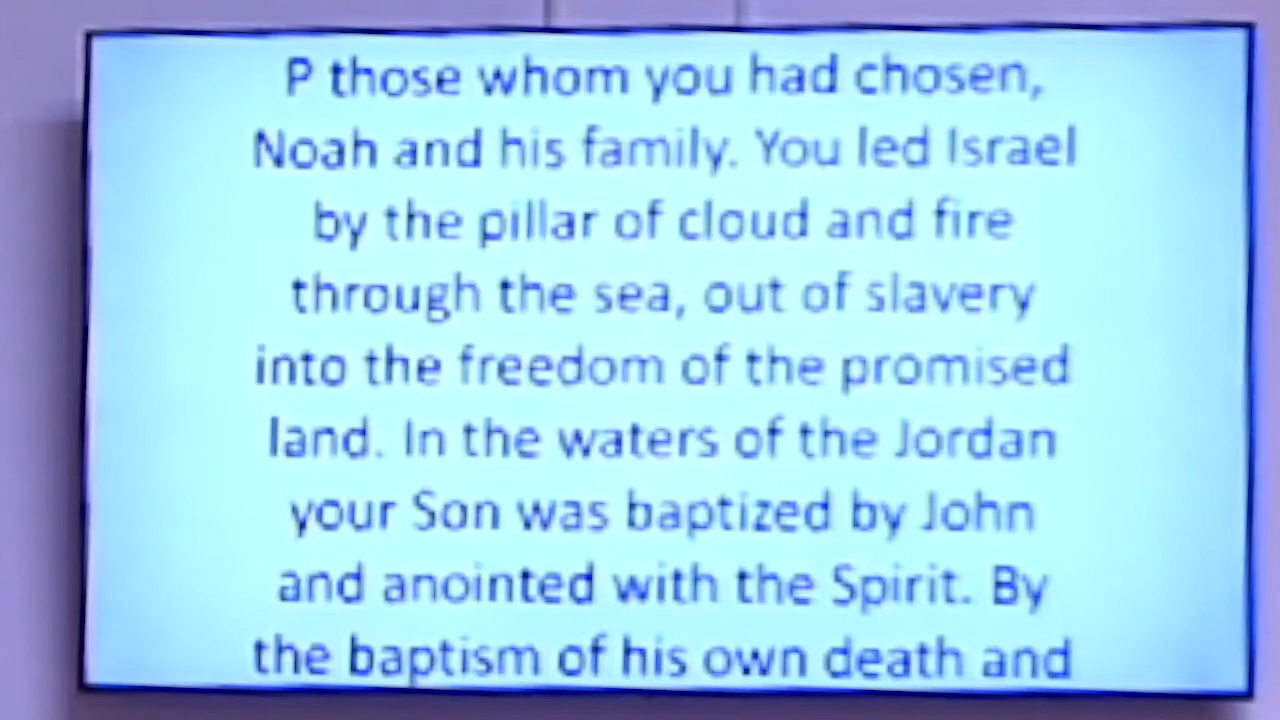 P those whom you had chosen,
Noah and his family. You led Israel
by the pillar of cloud and fire
through the sea, out of slavery
into the freedom of the promised
land. In the waters of the Jordan
your Son was baptized by John
and anointed with the Spirit. By
the baptism of his own death and